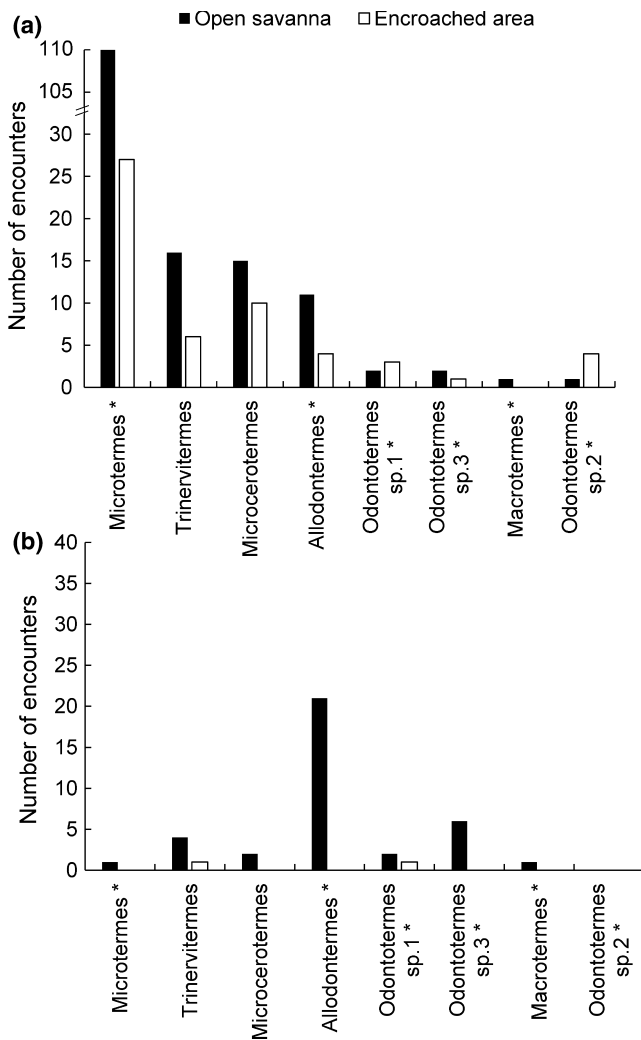 (a)
Open savanna
Encroached area
Number of encounters
110
105
30
25
20
15
10
5
0
Microtermes *
Trinervitermes
Microcerotermes
Allodontermes *
Odontotermes
sp.1 *
Odontotermes
sp.3 *
Macrotermes *
Odontotermes
sp.2 *
(b)
Number of encounters
40
35
30
25
20
15
10
5
0
Microtermes *
Trinervitermes
Microcerotermes
Allodontermes *
Odontotermes
sp.1 *
Odontotermes
sp.3 *
Macrotermes *
Odontotermes
sp.2 *